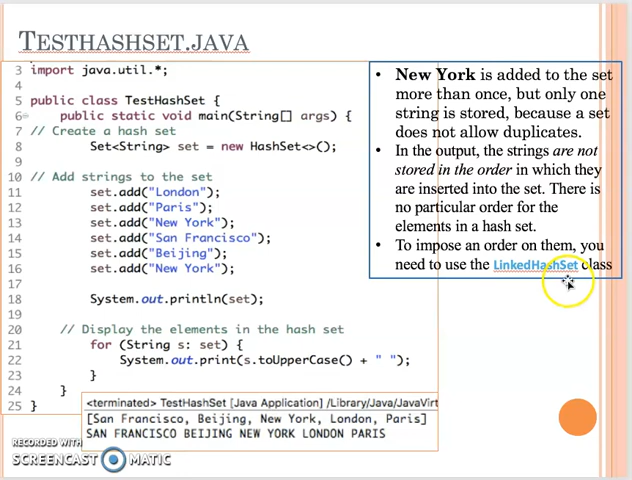 TESTHASHSET.JAVA
3 import java.util.*;
4
5 public class TestHashSet {
6 public static void main(String[] args) {
7 // Create a hash set
8 Set<String> set = new HashSet<>();
9
10 // Add strings to the set
11 set.add("London");
12 set.add("Paris");
13 set.add("New York");
14 set.add("San Francisco");
15 set.add("Beijing");
16 set.add("New York");
17
18 System.out.println(set);
19
20 // Display the elements in the hash set
21 for (String s: set) {
22 System.out.print(s.toUpperCase() + " ");
23 }
24 }
25 }
<terminated> TestHashSet [Java Application] /Library/Java/JavaVirt
[San Francisco, Beijing, New York, London, Paris]
SAN FRANCISCO BEIJING NEW YORK LONDON PARIS
• New York is added to the set
more than once, but only one
string is stored, because a set
does not allow duplicates.
• In the output, the strings are not
stored in the order in which they
are inserted into the set. There is
no particular order for the
elements in a hash set.
• To impose an order on them, you
need to use the LinkedHashSet class
RECORDED WITH
SCREENCAST MATIC